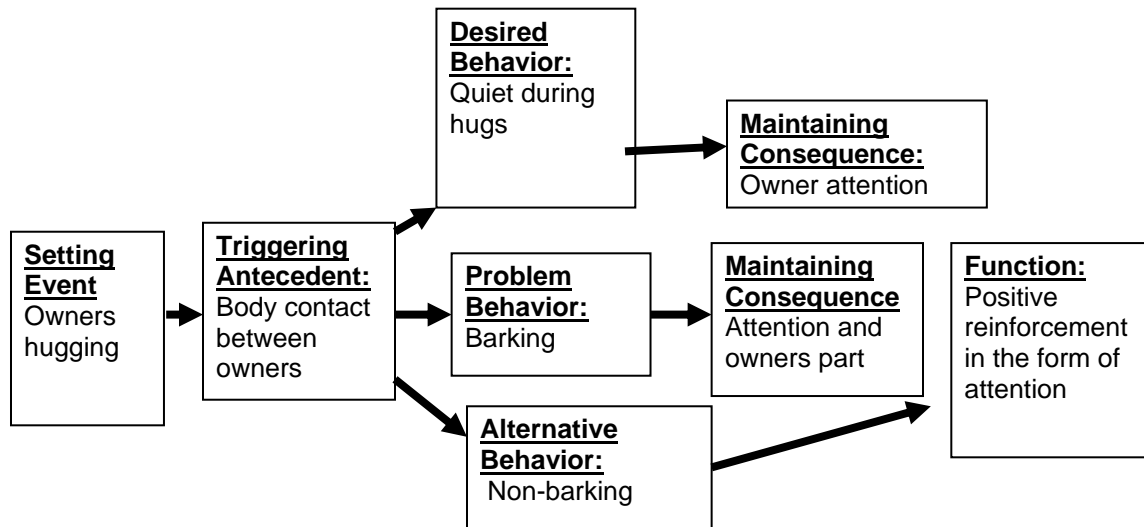 Desired
Behavior:
Quiet during
hugs
Maintaining
Consequence:
Owner attention
Setting
Event
Owners
hugging
Triggering
Antecedent:
Body contact
between
owners
Problem
Behavior:
Barking
Maintaining
Consequence
Attention and
owners part
Function:
Positive
reinforcement
in the form of
attention
Alternative
Behavior:
Non-barking